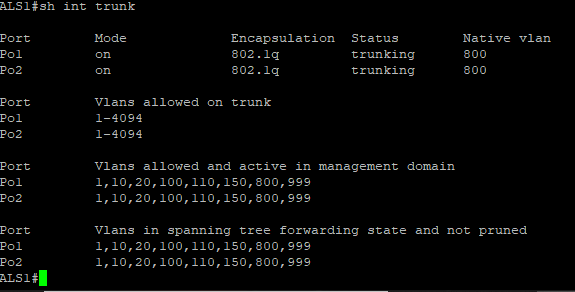 ALS1#sh int trunk
Port Mode Encapsulation Status Native vlan
Po1 on 802.1q trunking 800
Po2 on 802.1q trunking 800
Port Vlans allowed on trunk
Po1 1-4094
Po2 1-4094
Port Vlans allowed and active in management domain
Po1 1,10,20,100,110,150,800,999
Po2 1,10,20,100,110,150,800,999
Port Vlans in spanning tree forwarding state and not pruned
Po1 1,10,20,100,110,150,800,999
Po2 1,10,20,100,110,150,800,999
ALS1#